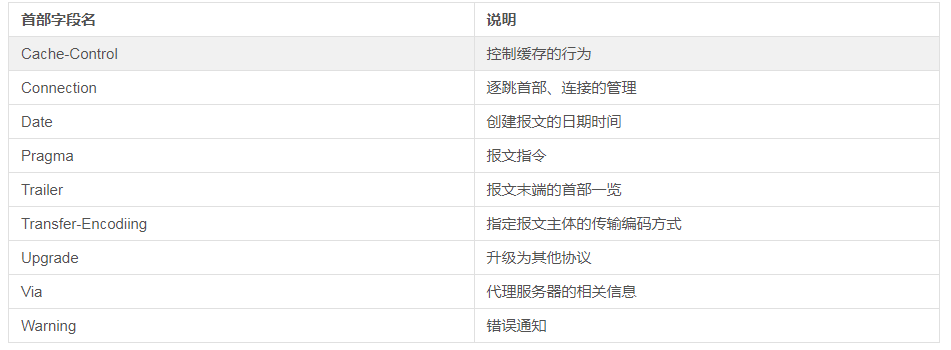 首部字段名 说明
Cache-Control 控制缓存的行为
Connection 逐跳首部、连接的管理
Date 创建报文的日期时间
Pragma 报文指令
Trailer 报文末端的首部一览
Transfer-Encodiing 指定报文主体的传输编码方式
Upgrade 升级为其他协议
Via 代理服务器的相关信息
Warning 错误通知